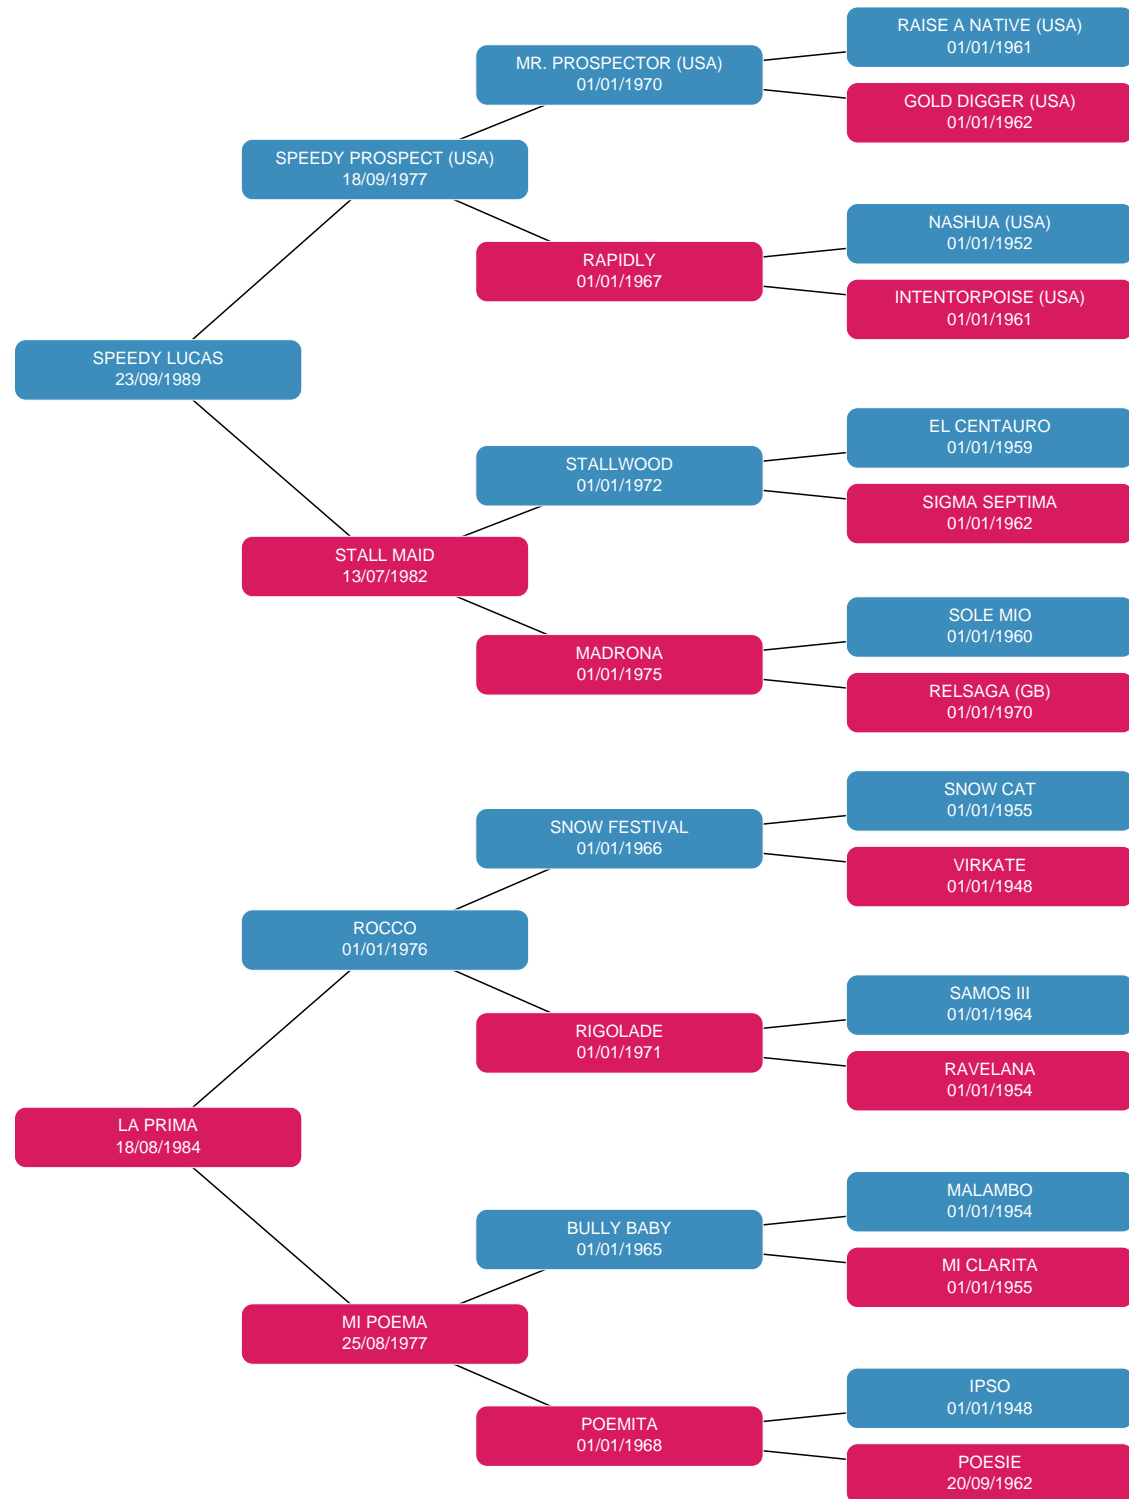 RAISE A NATIVE (USA)
01/01/1961
MR. PROSPECTOR (USA)
01/01/1970
GOLD DIGGER (USA)
01/01/1962
SPEEDY PROSPECT (USA)
18/09/1977
NASHUA (USA)
01/01/1952
RAPIDLY
01/01/1967
INTENTORPOISE (USA)
01/01/1961
SPEEDY LUCAS
23/09/1989
EL CENTAURO
01/01/1959
STALLWOOD
01/01/1972
SIGMA SEPTIMA
01/01/1962
STALL MAID
13/07/1982
SOLE MIO
01/01/1960
MADRONA
01/01/1975
RELSAGA (GB)
01/01/1970
SNOW CAT
01/01/1955
SNOW FESTIVAL
01/01/1966
VIRKATE
01/01/1948
ROCCO
01/01/1976
SAMOS III
01/01/1964
RIGOLADE
01/01/1971
RAVELANA
01/01/1954
LA PRIMA
18/08/1984
MALAMBO
01/01/1954
BULLY BABY
01/01/1965
MI CLARITA
01/01/1955
MI POEMA
25/08/1977
IPSO
01/01/1948
POEMITA
01/01/1968
POESIE
20/09/1962